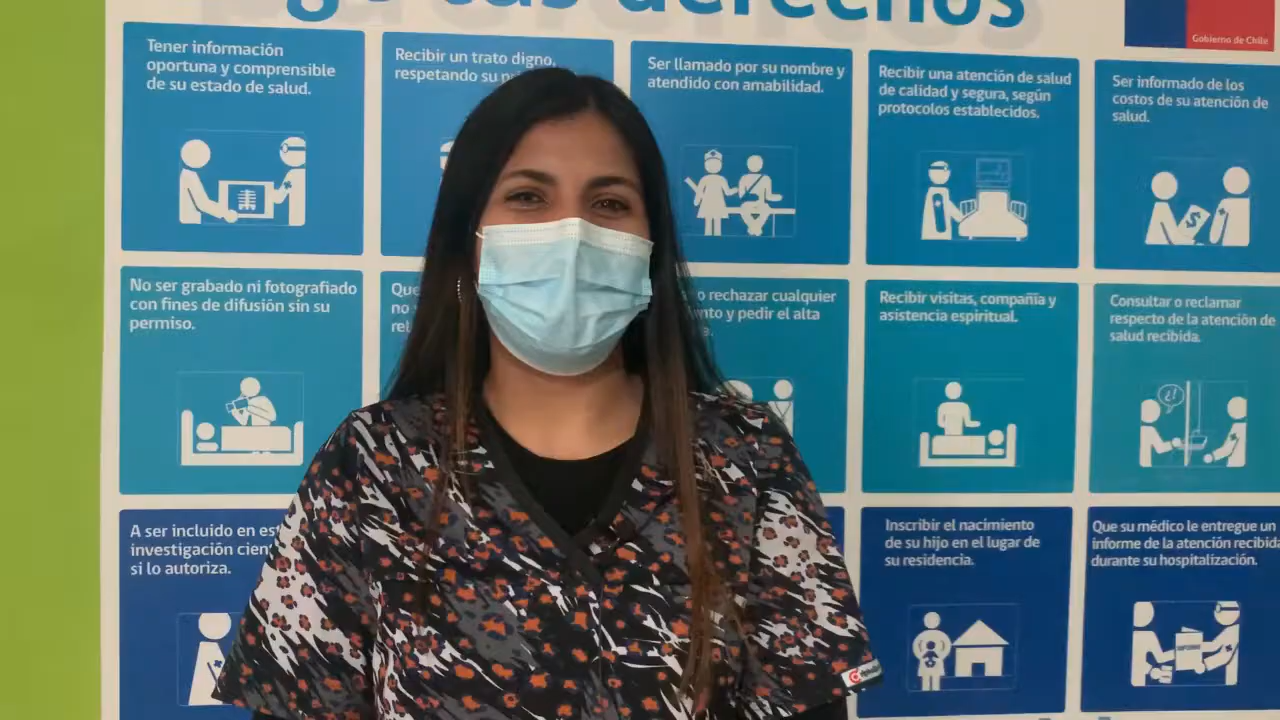 tus derechos
Gobierno de Chile
Tener información
oportuna y comprensible
de su estado de salud.
Recibir un trato digno,
respetando su
Ser llamado por su nombre y
atendido con amabilidad.
Recibir una atención de salud
de calidad y segura, según
protocolos establecidos.
Ser informado de los
costos de su atención de
salud.
No ser grabado ni fotografiado
con fines de difusión sin su
permiso.
Que
no
rel
o rechazar cualquier
nto y pedir el alta
Recibir visitas, compañía y
asistencia espiritual.
Consultar o reclamar
respecto de la atención de
salud recibida.
A ser incluido en
investigación
si lo autoriza.
Inscribir el nacimiento
de su hijo en el lugar de
su residencia.
Que su médico le entregue un
informe de la atención recibida
durante su hospitalización.